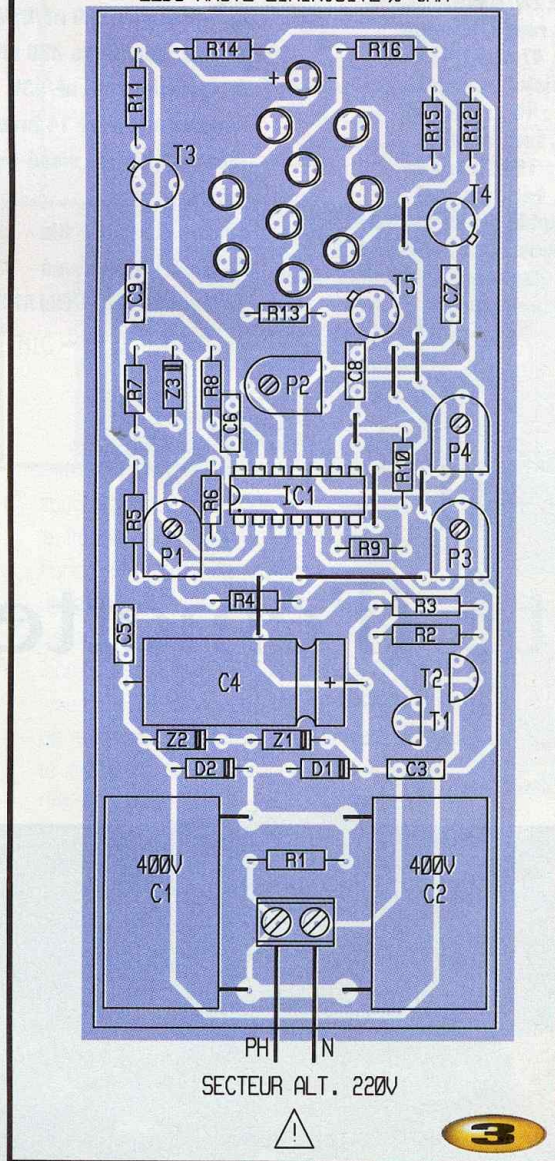 R14 R16
+ -
R11 R15 R12
T3 T4
T5
C9 C7
R13
R7 Z3 R8 P2 C8
C6 P4
R10
R5 R6 IC1
P1 R9 P3
R4 R3
R2
C5
C4 + T2
T1
Z2 Z1
D2 D1 C3
400V 400V
C1 R1 C2
PH N
SECTEUR ALT. 220V
!
3